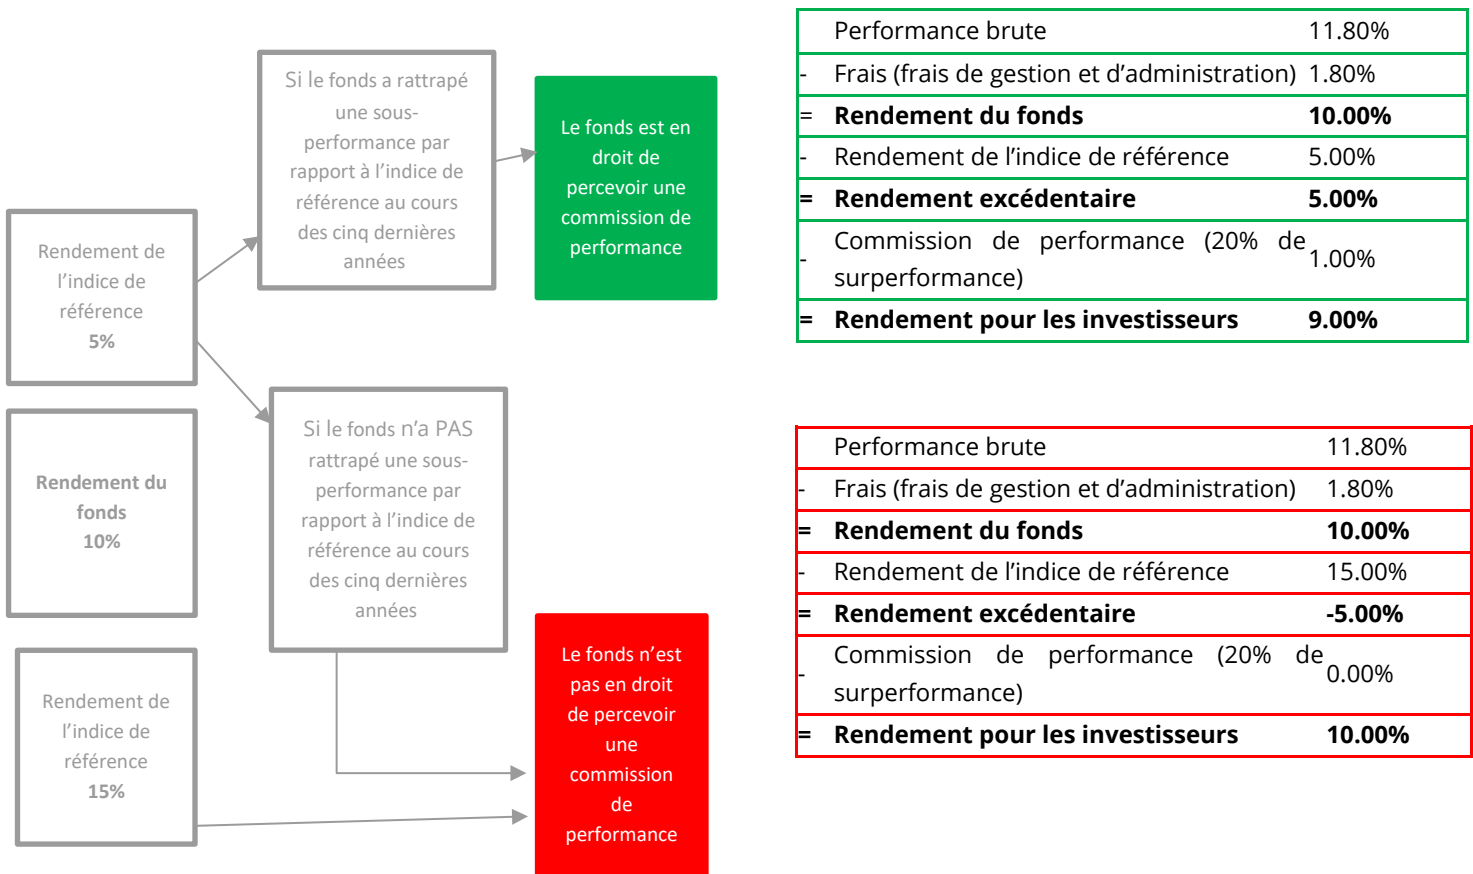 Rendement de
l’indice de
référence
5%
Rendement du
fonds
10%
Rendement de
l’indice de
référence
15%
Si le fonds a rattrapé
une sous-
performance par
rapport à l’indice de
référence au cours
des cinq dernières
années
Si le fonds n’a PAS
rattrapé une sous-
performance par
rapport à l’indice de
référence au cours
des cinq dernières
années
Le fonds est en
droit de
percevoir une
commission de
performance
Le fonds n’est
pas en droit
de percevoir
une
commission
de
performance
Performance brute 11.80%
- Frais (frais de gestion et d’administration) 1.80%
= Rendement du fonds 10.00%
- Rendement de l’indice de référence 5.00%
= Rendement excédentaire 5.00%
- Commission de performance (20% de
surperformance) 1.00%
= Rendement pour les investisseurs 9.00%
Performance brute 11.80%
- Frais (frais de gestion et d’administration) 1.80%
= Rendement du fonds 10.00%
- Rendement de l’indice de référence 15.00%
= Rendement excédentaire -5.00%
- Commission de performance (20% de
surperformance) 0.00%
= Rendement pour les investisseurs 10.00%